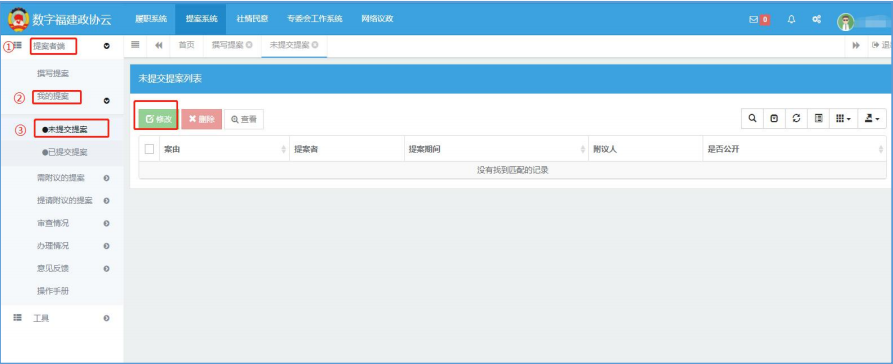 数字福建政协云
履职系统 提案系统 社情民意 专委会工作系统 网络议政
0
① 提案者端
首页 撰写提案 未提交提案
撰写提案
② 我的提案
③ ●未提交提案
●已提交提案
需附议的提案
提请附议的提案
审查情况
办理情况
意见反馈
操作手册
工具
未提交提案列表
修改 删除 查看
案由 提案者 提案期间 附议人 是否公开
没有找到匹配的记录